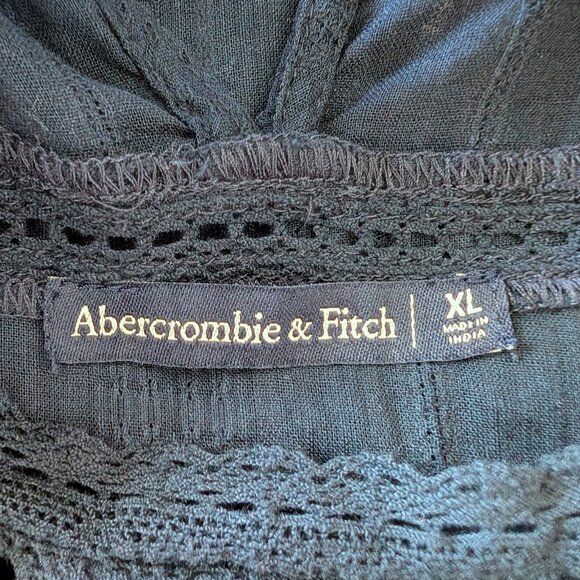 Abercrombie & Fitch | XL
MADE IN
INDIA